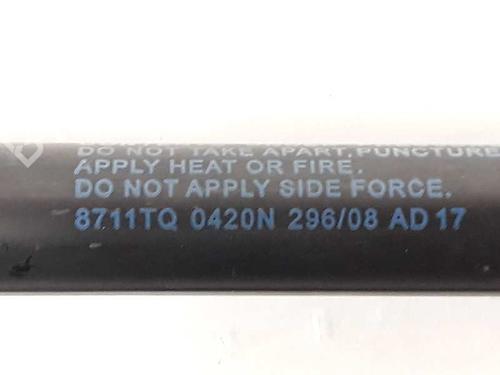 DO NOT TAKE APART, PUNCTURE
APPLY HEAT OR FIRE.
DO NOT APPLY SIDE FORCE.
8711TQ 0420N 296/08 AD 17